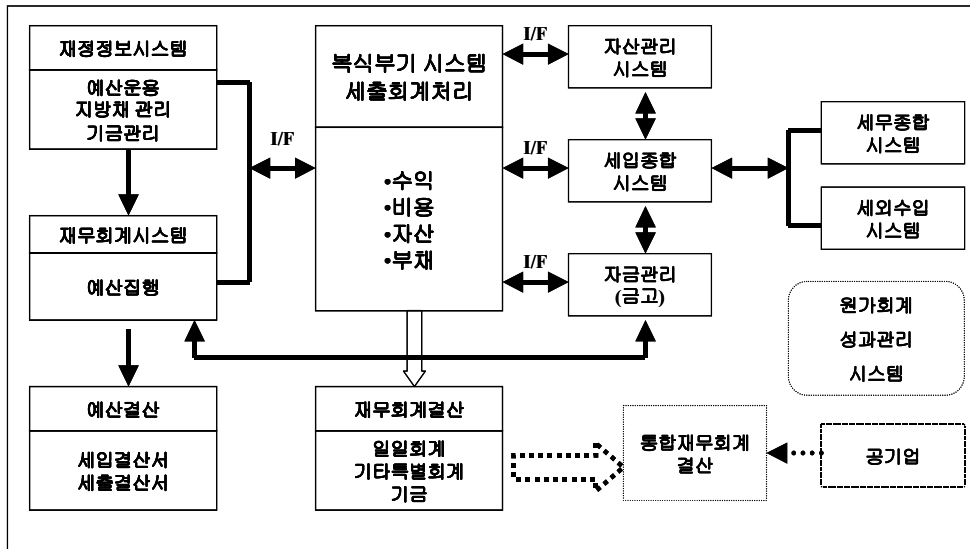 재정정보시스템
예산운용
지방채 관리
기금관리
재무회계시스템
예산집행
예산결산
세입결산서
세출결산서
I/F
복식부기 시스템
세출회계처리
•수익
•비용
•자산
•부채
재무회계결산
일일회계
기타특별회계
기금
I/F
I/F
I/F
자산관리
시스템
세입종합
시스템
자금관리
(금고)
통합재무회계
결산
세무종합
시스템
세외수입
시스템
원가회계
성과관리
시스템
공기업